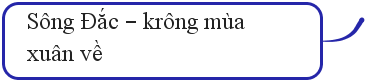 Sông Đắc – krông mùa
xuân về